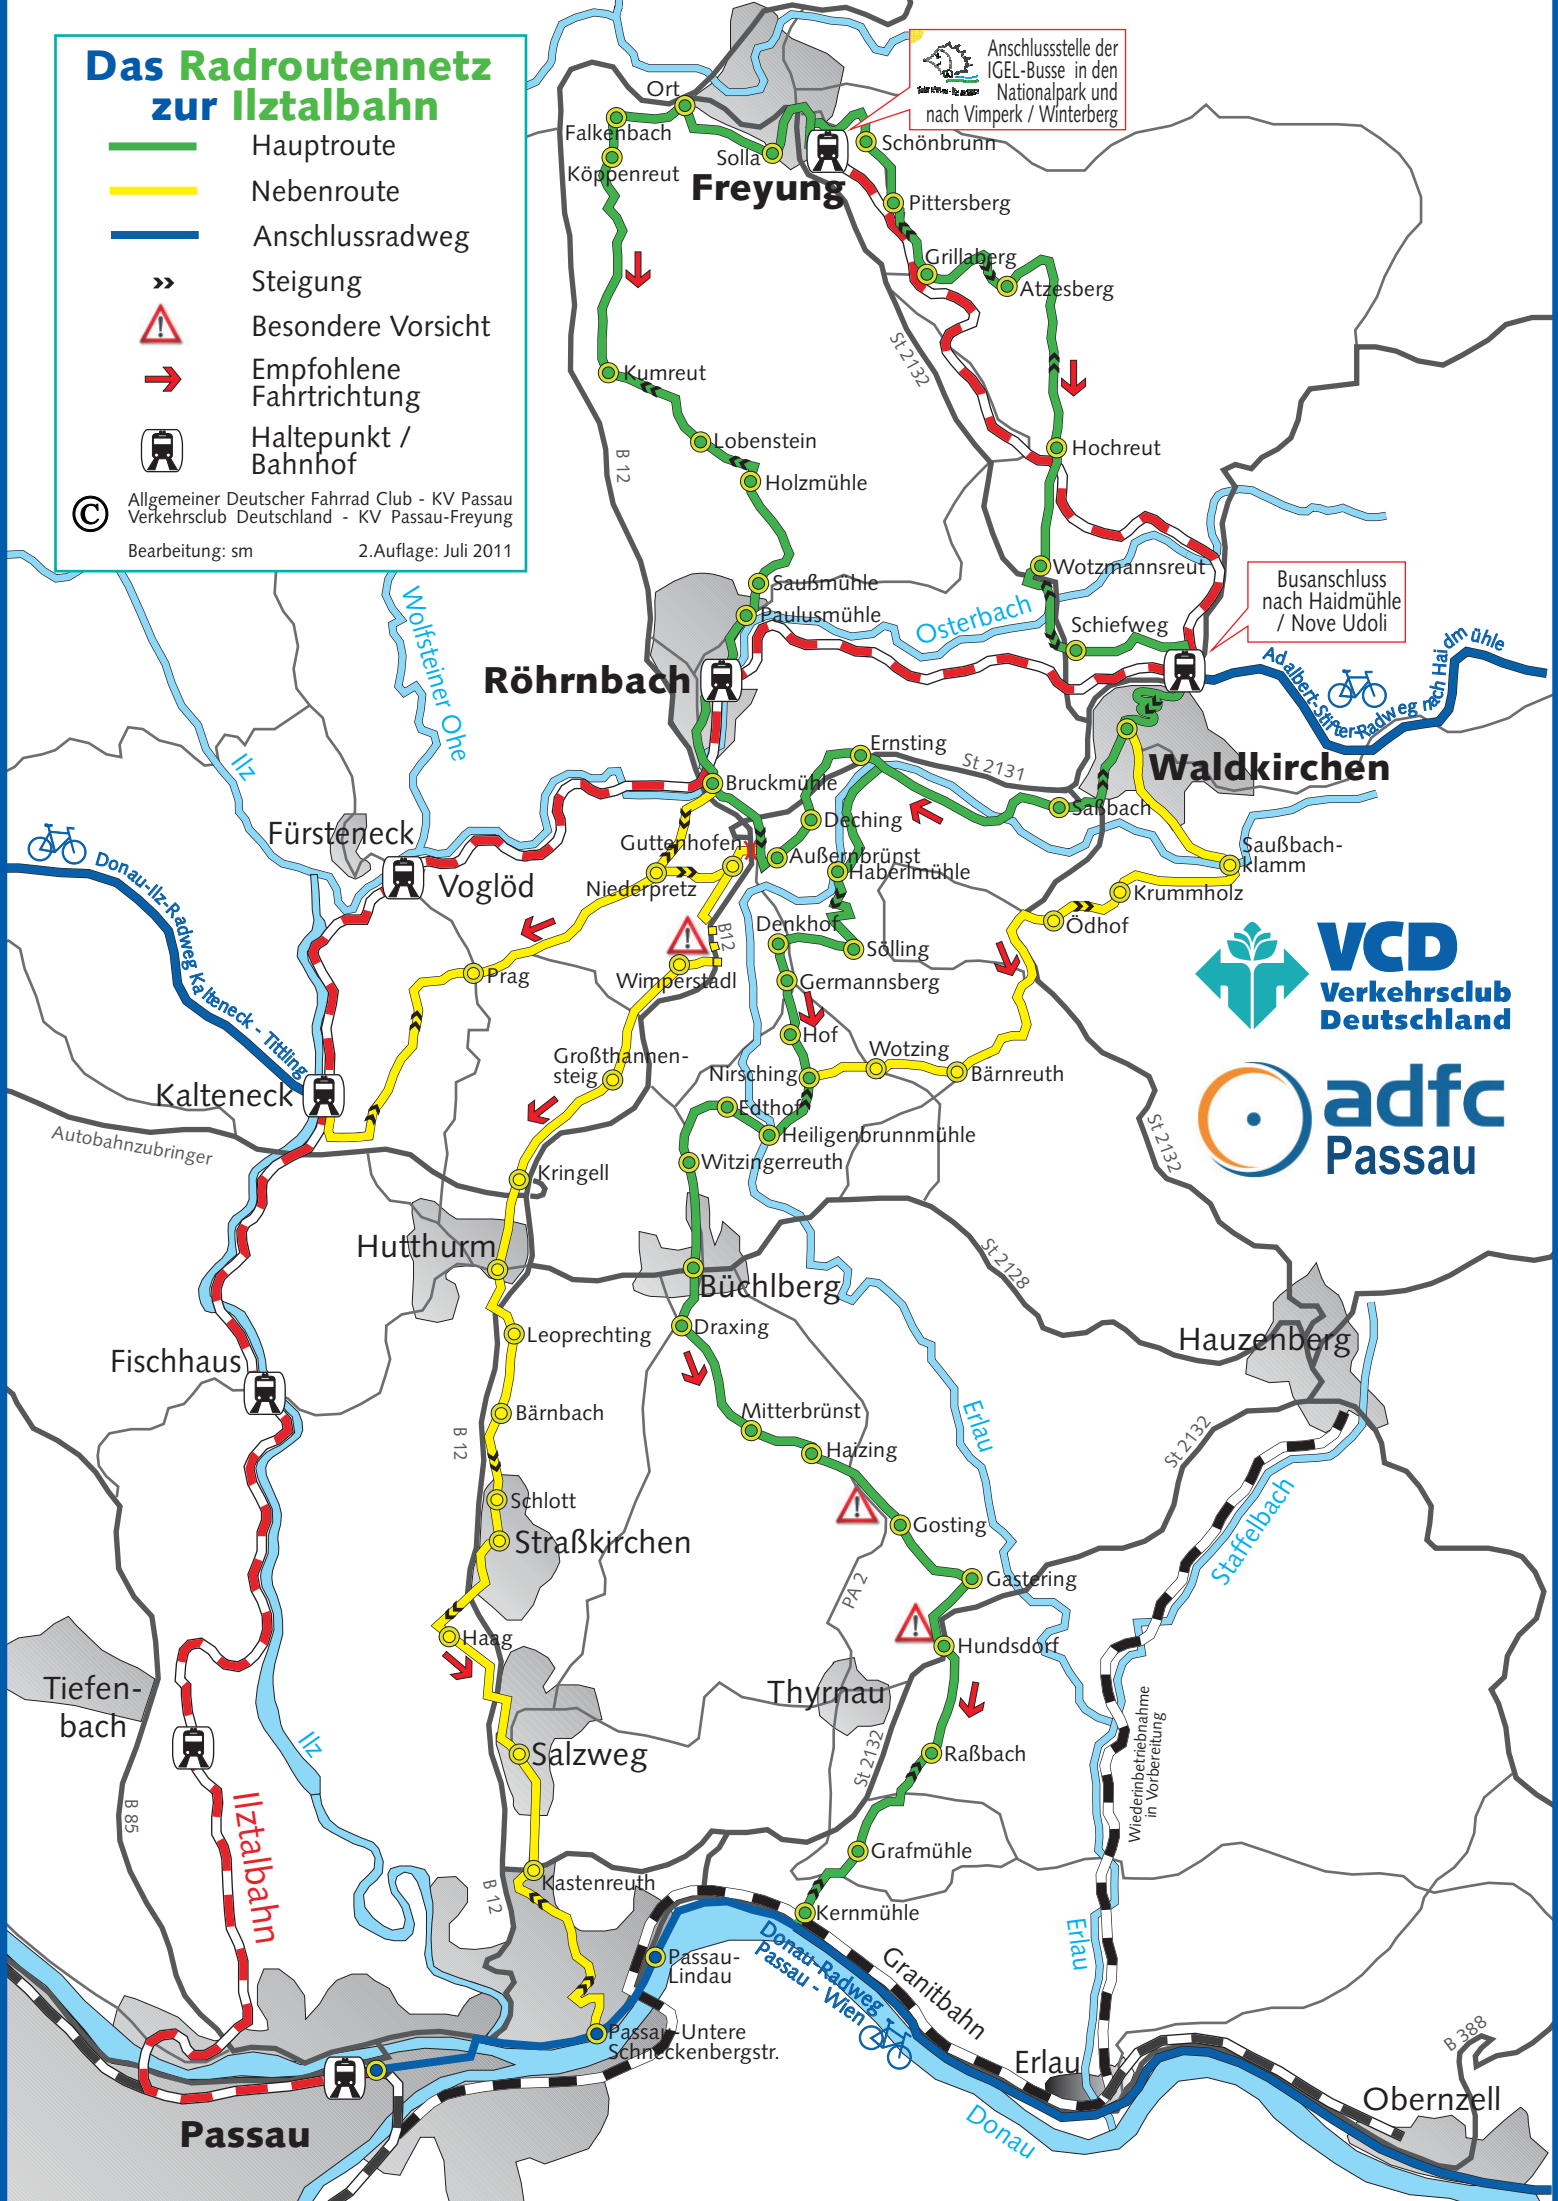 Das Radroutennetz
zur Ilztalbahn
Hauptroute
Nebenroute
Anschlussradweg
Steigung
Besondere Vorsicht
Empfohlene
Fahrtrichtung
Haltepunkt /
Bahnhof
© Allgemeiner Deutscher Fahrrad Club - KV Passau
Verkehrsclub Deutschland - KV Passau-Freyung
Bearbeitung: sm 2.Auflage: Juli 2011
Anschlussstelle der
IGEL-Busse in den
Nationalpark und
nach Vimperk / Winterberg
Ort
Falkenbach
Köppenreut
Solla
Freyung
Schönbrunn
Pittersberg
Grillaberg
Atzesberg
St 2132
Kumreut
Lobenstein
B 12
Holzmühle
Hochreut
Saußmühle
Paulusmühle
Wotzmannsreut
Osterbach
Schiefweg
Busanschluss
nach Haidmühle
/ Nove Udoli
Adalbert-Stifter-Radweg nach Haidmühle
Wolfsteiner Ohe
Röhrnbach
Waldkirchen
Ilz
Ernsting
St 2131
Bruckmühle
Saßbach
Deching
Fürsteneck
Guttenhofen
Außernbrünst
Saußbach-
klamm
Haberlmühle
Voglöd
Niederpretz
Krummholz
Donau-Ilz-Radweg Kalteneck - Tittling
Denkhof
Ödhof
B12
Sölling
Prag
Wimperstadl
Germannsberg
VCD
Verkehrsclub
Deutschland
Hof
Großthannen-
steig
Wotzing
Nirsching
Bärnreuth
Kalteneck
Edthof
adfc
Passau
Autobahnzubringer
Heiligenbrunnmühle
St 2132
Kringell
Witzingerreuth
Hutthurm
St 2128
Büchlberg
Leoprechting
Draxing
Hauzenberg
Fischhaus
Bärnbach
Mitterbrünst
Erlau
B 12
Haizing
St 2132
Schlott
Gosting
Staffelbach
Straßkirchen
Gastering
PA 2
Haag
Hundsdorf
Tiefen-
bach
Thyrnau
Wiederinbetriebnahme
in Vorbereitung
Ilz
Salzweg
St 2132
Raßbach
B 85
Ilztalbahn
Grafmühle
B 12
Kastenreuth
Kernmühle
Passau-
Lindau
Donau-Radweg
Passau - Wien
Granitbahn
Erlau
Passau-Untere
Schneckenbergstr.
Erlau
B 388
Obernzell
Donau
Passau